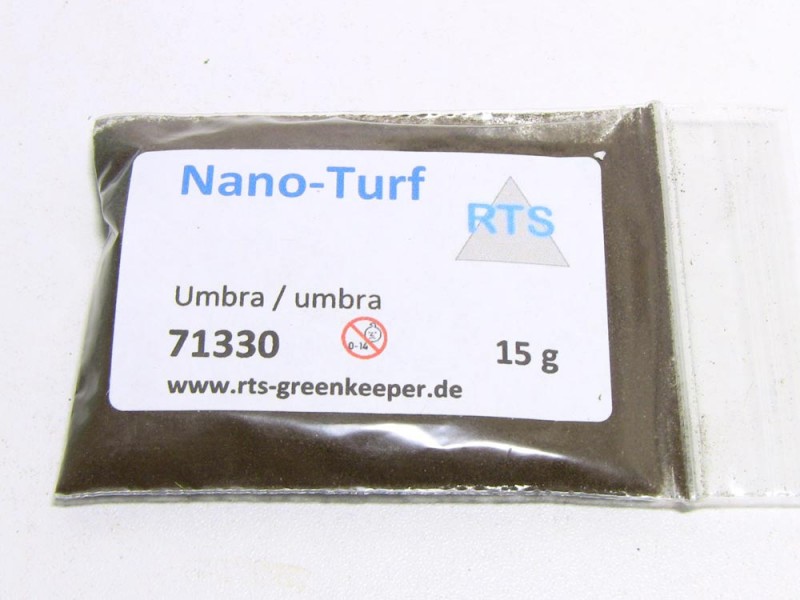 Nano-Turf
RTS
Umbra / umbra
71330
0-14
15 g
www.rts-greenkeeper.de